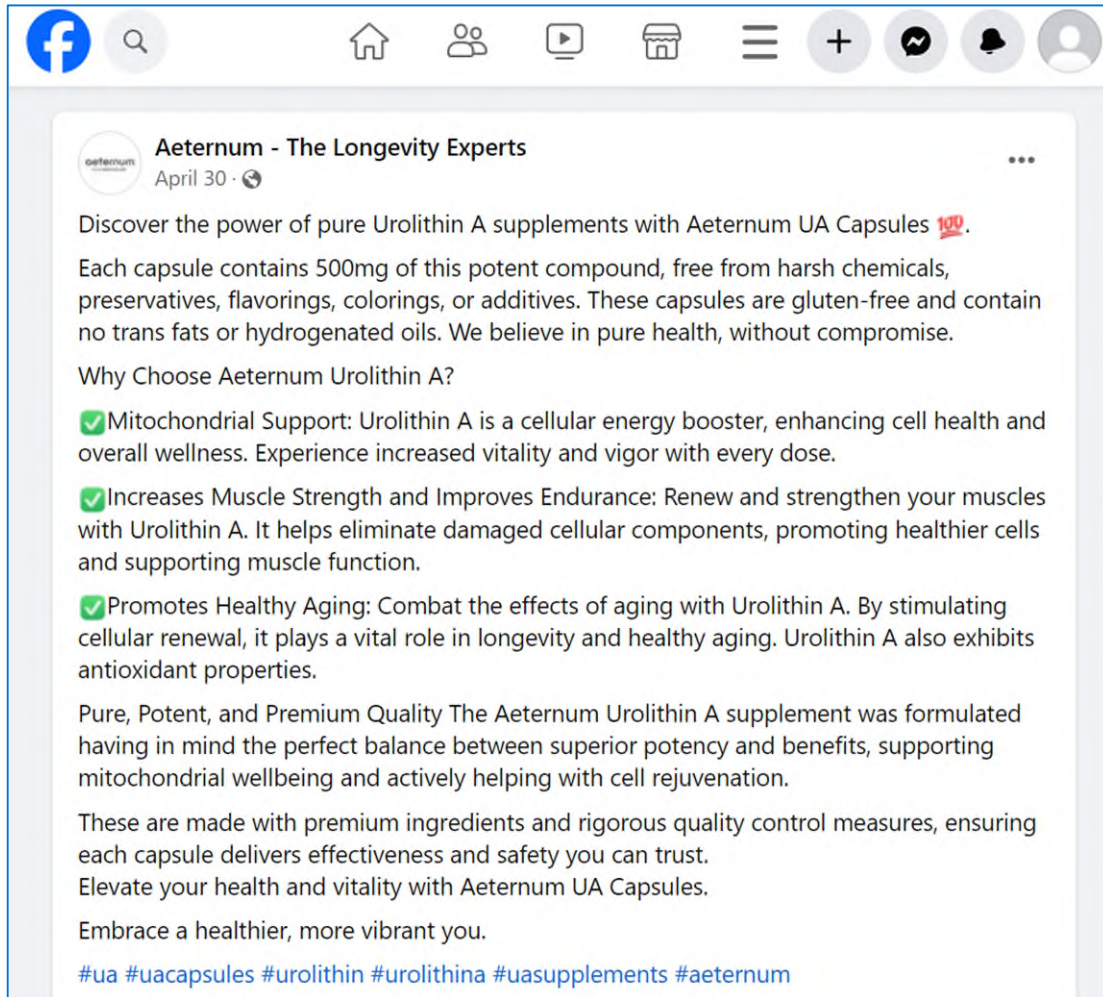 aeternum
Aeternum - The Longevity Experts
April 30 ·
Discover the power of pure Urolithin A supplements with Aeternum UA Capsules 💯.
Each capsule contains 500mg of this potent compound, free from harsh chemicals,
preservatives, flavorings, colorings, or additives. These capsules are gluten-free and contain
no trans fats or hydrogenated oils. We believe in pure health, without compromise.
Why Choose Aeternum Urolithin A?
✅Mitochondrial Support: Urolithin A is a cellular energy booster, enhancing cell health and
overall wellness. Experience increased vitality and vigor with every dose.
✅Increases Muscle Strength and Improves Endurance: Renew and strengthen your muscles
with Urolithin A. It helps eliminate damaged cellular components, promoting healthier cells
and supporting muscle function.
✅Promotes Healthy Aging: Combat the effects of aging with Urolithin A. By stimulating
cellular renewal, it plays a vital role in longevity and healthy aging. Urolithin A also exhibits
antioxidant properties.
Pure, Potent, and Premium Quality The Aeternum Urolithin A supplement was formulated
having in mind the perfect balance between superior potency and benefits, supporting
mitochondrial wellbeing and actively helping with cell rejuvenation.
These are made with premium ingredients and rigorous quality control measures, ensuring
each capsule delivers effectiveness and safety you can trust.
Elevate your health and vitality with Aeternum UA Capsules.
Embrace a healthier, more vibrant you.
#ua #uacapsules #urolithin #urolithina #uasupplements #aeternum